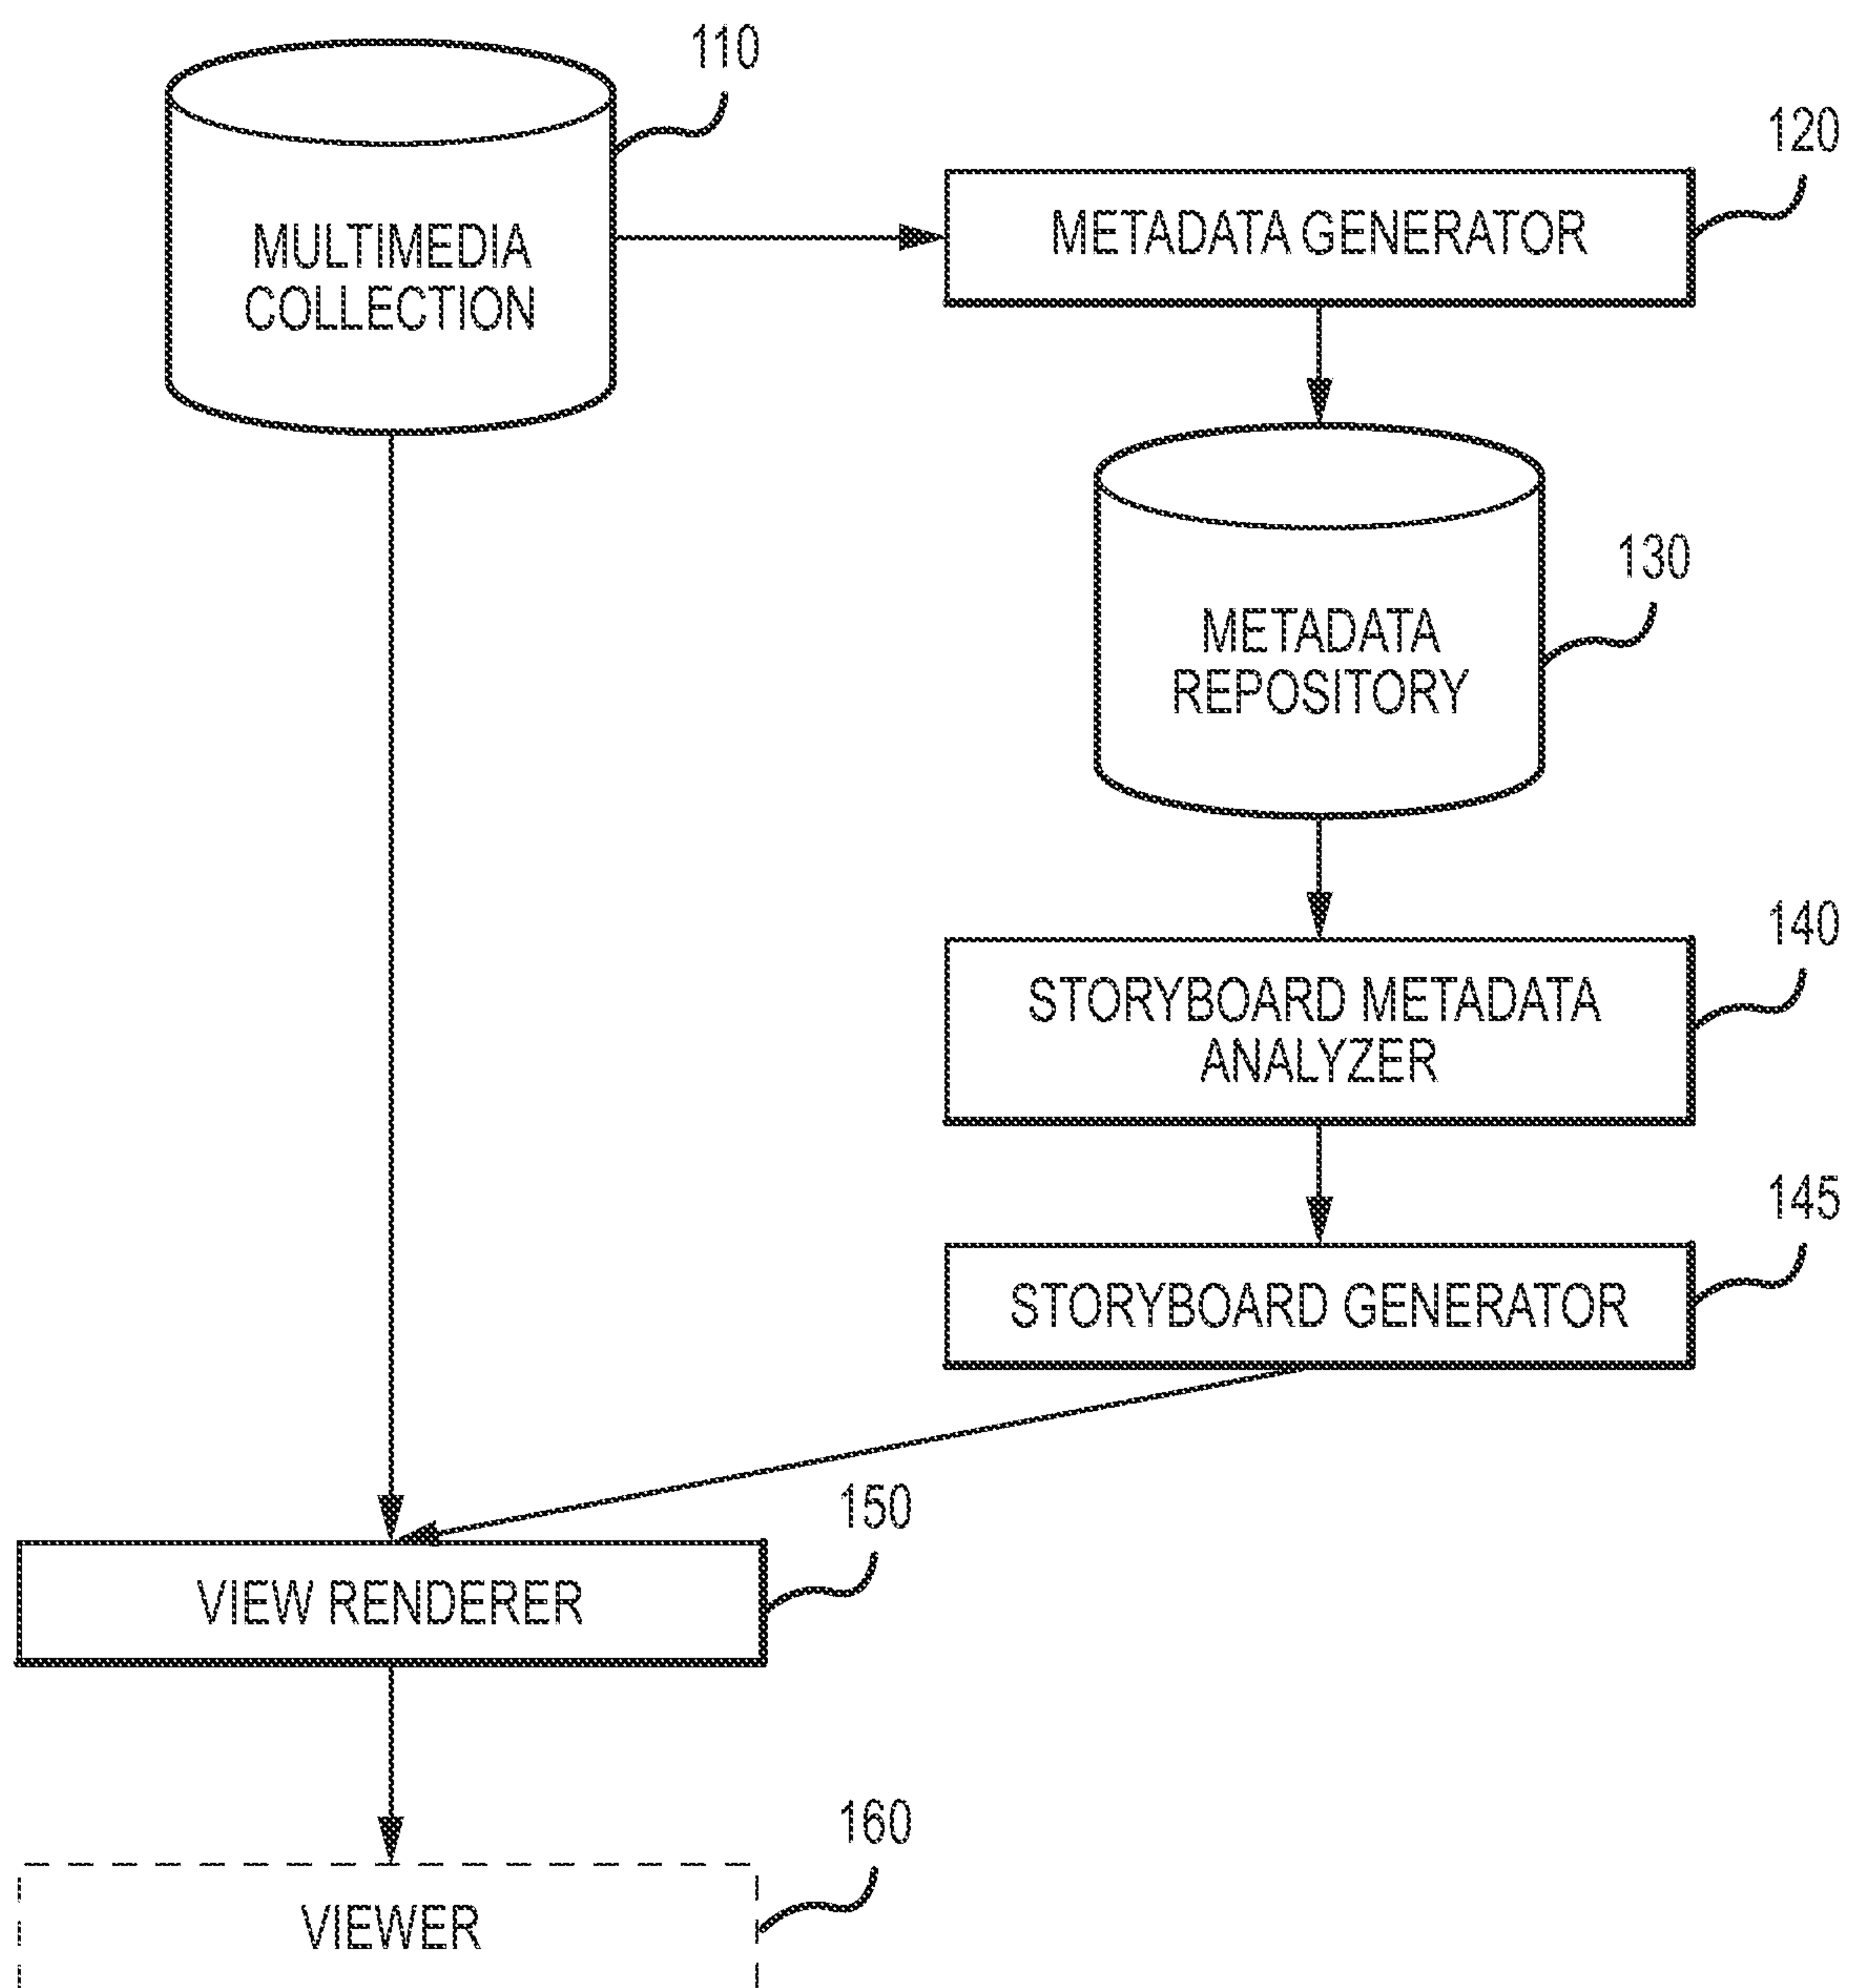 110
MULTIMEDIA
COLLECTION
120
METADATA GENERATOR
130
METADATA
REPOSITORY
140
STORYBOARD METADATA
ANALYZER
145
STORYBOARD GENERATOR
150
VIEW RENDERER
160
VIEWER